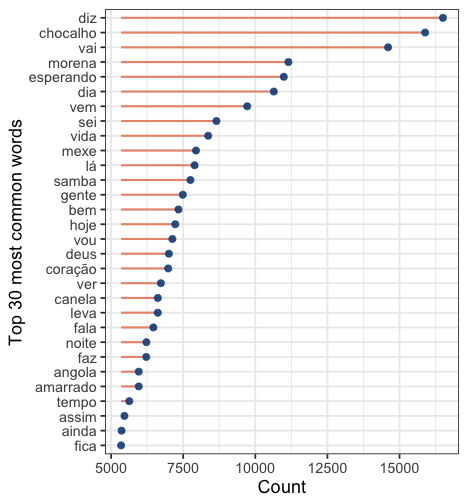 diz
chocalho
vai
morena
esperando
dia
vem
sei
vida
mexe
lá
samba
gente
bem
hoje
vou
deus
coração
ver
canela
leva
fala
noite
faz
angola
amarrado
tempo
assim
ainda
fica
Top 30 most common words
5000 7500 10000 12500 15000
Count